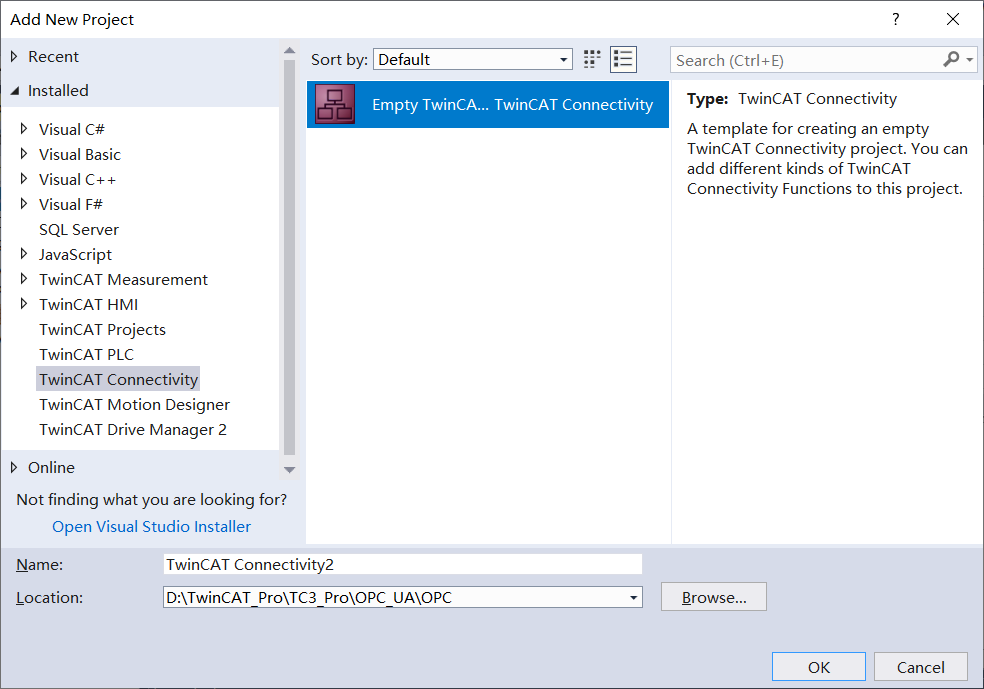 Add New Project
?
Recent
Installed
Visual C#
Visual Basic
Visual C++
Visual F#
SQL Server
JavaScript
TwinCAT Measurement
TwinCAT HMI
TwinCAT Projects
TwinCAT PLC
TwinCAT Connectivity
TwinCAT Motion Designer
TwinCAT Drive Manager 2
Online
Not finding what you are looking for?
Open Visual Studio Installer
Sort by: Default
Empty TwinCA... TwinCAT Connectivity
Search (Ctrl+E)
Type: TwinCAT Connectivity
A template for creating an empty
TwinCAT Connectivity project. You can
add different kinds of TwinCAT
Connectivity Functions to this project.
Name: TwinCAT Connectivity2
Location: D:\TwinCAT_Pro\TC3_Pro\OPC_UA\OPC
Browse...
OK
Cancel